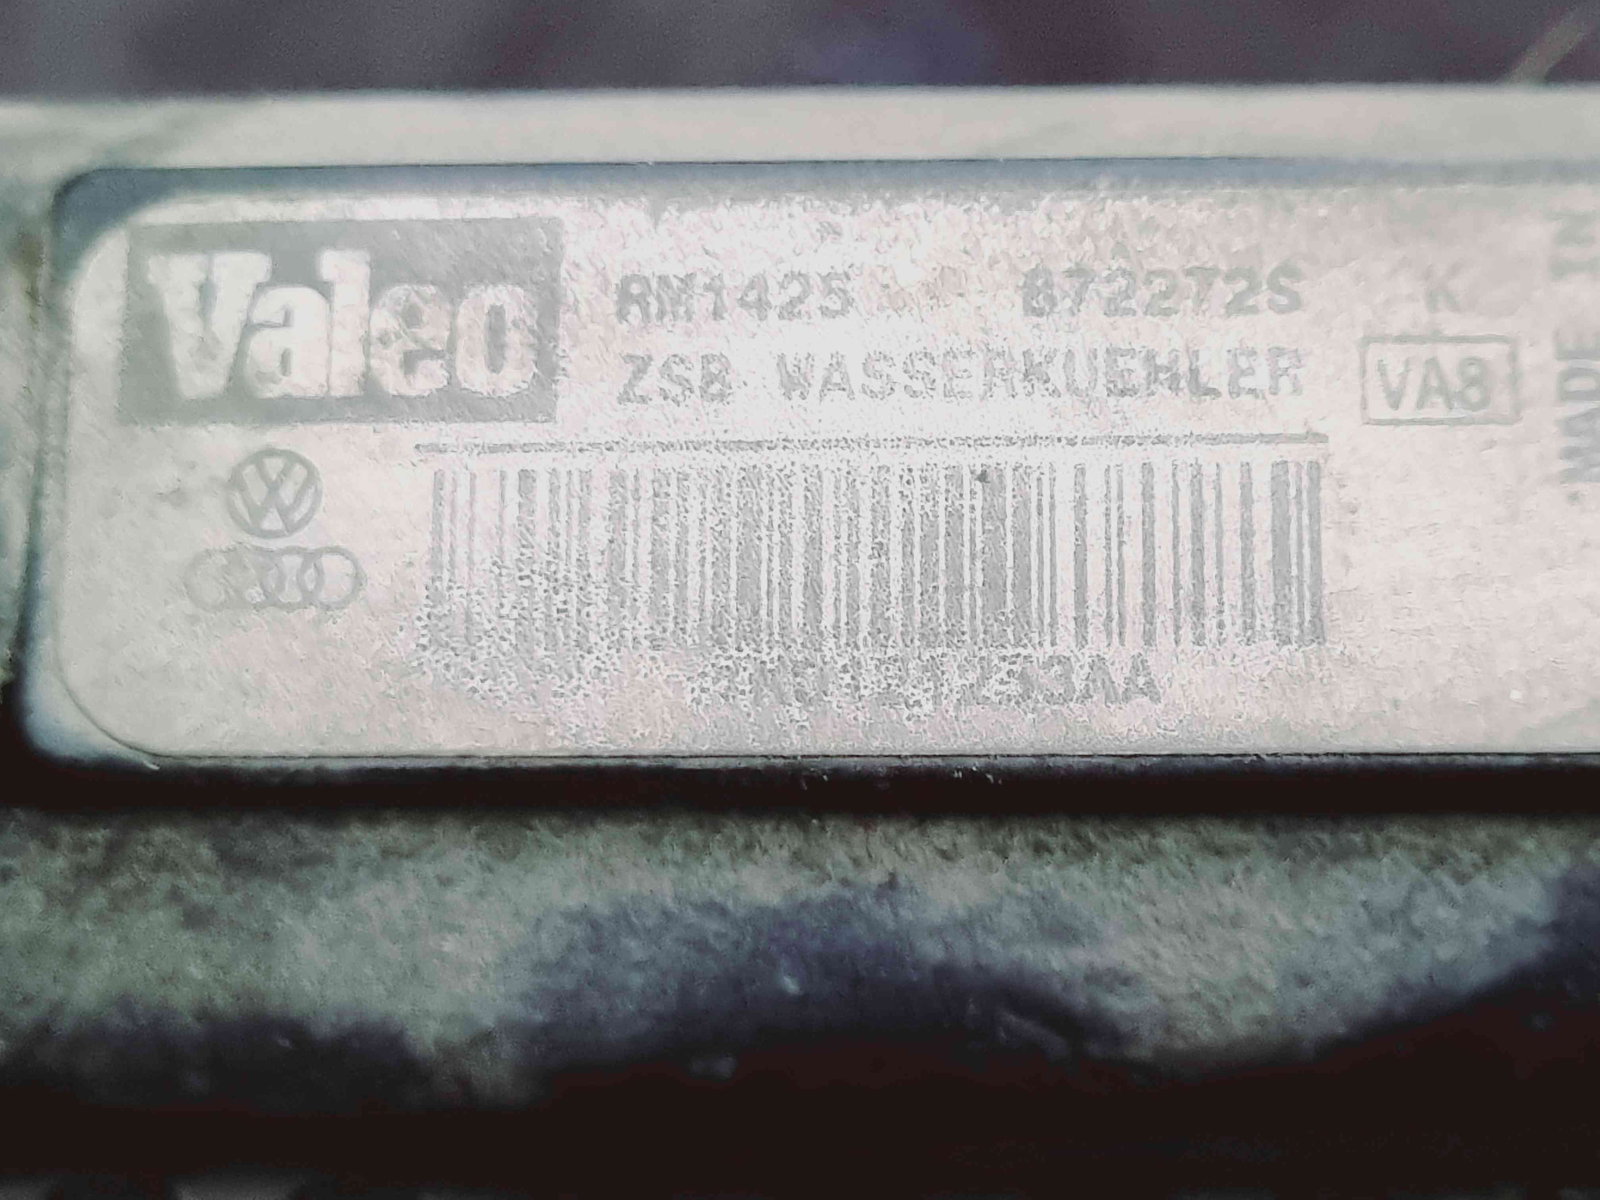 Valeo
RM1425 872272S K
ZSB WASSERKUEHLER VA8
MADE IN